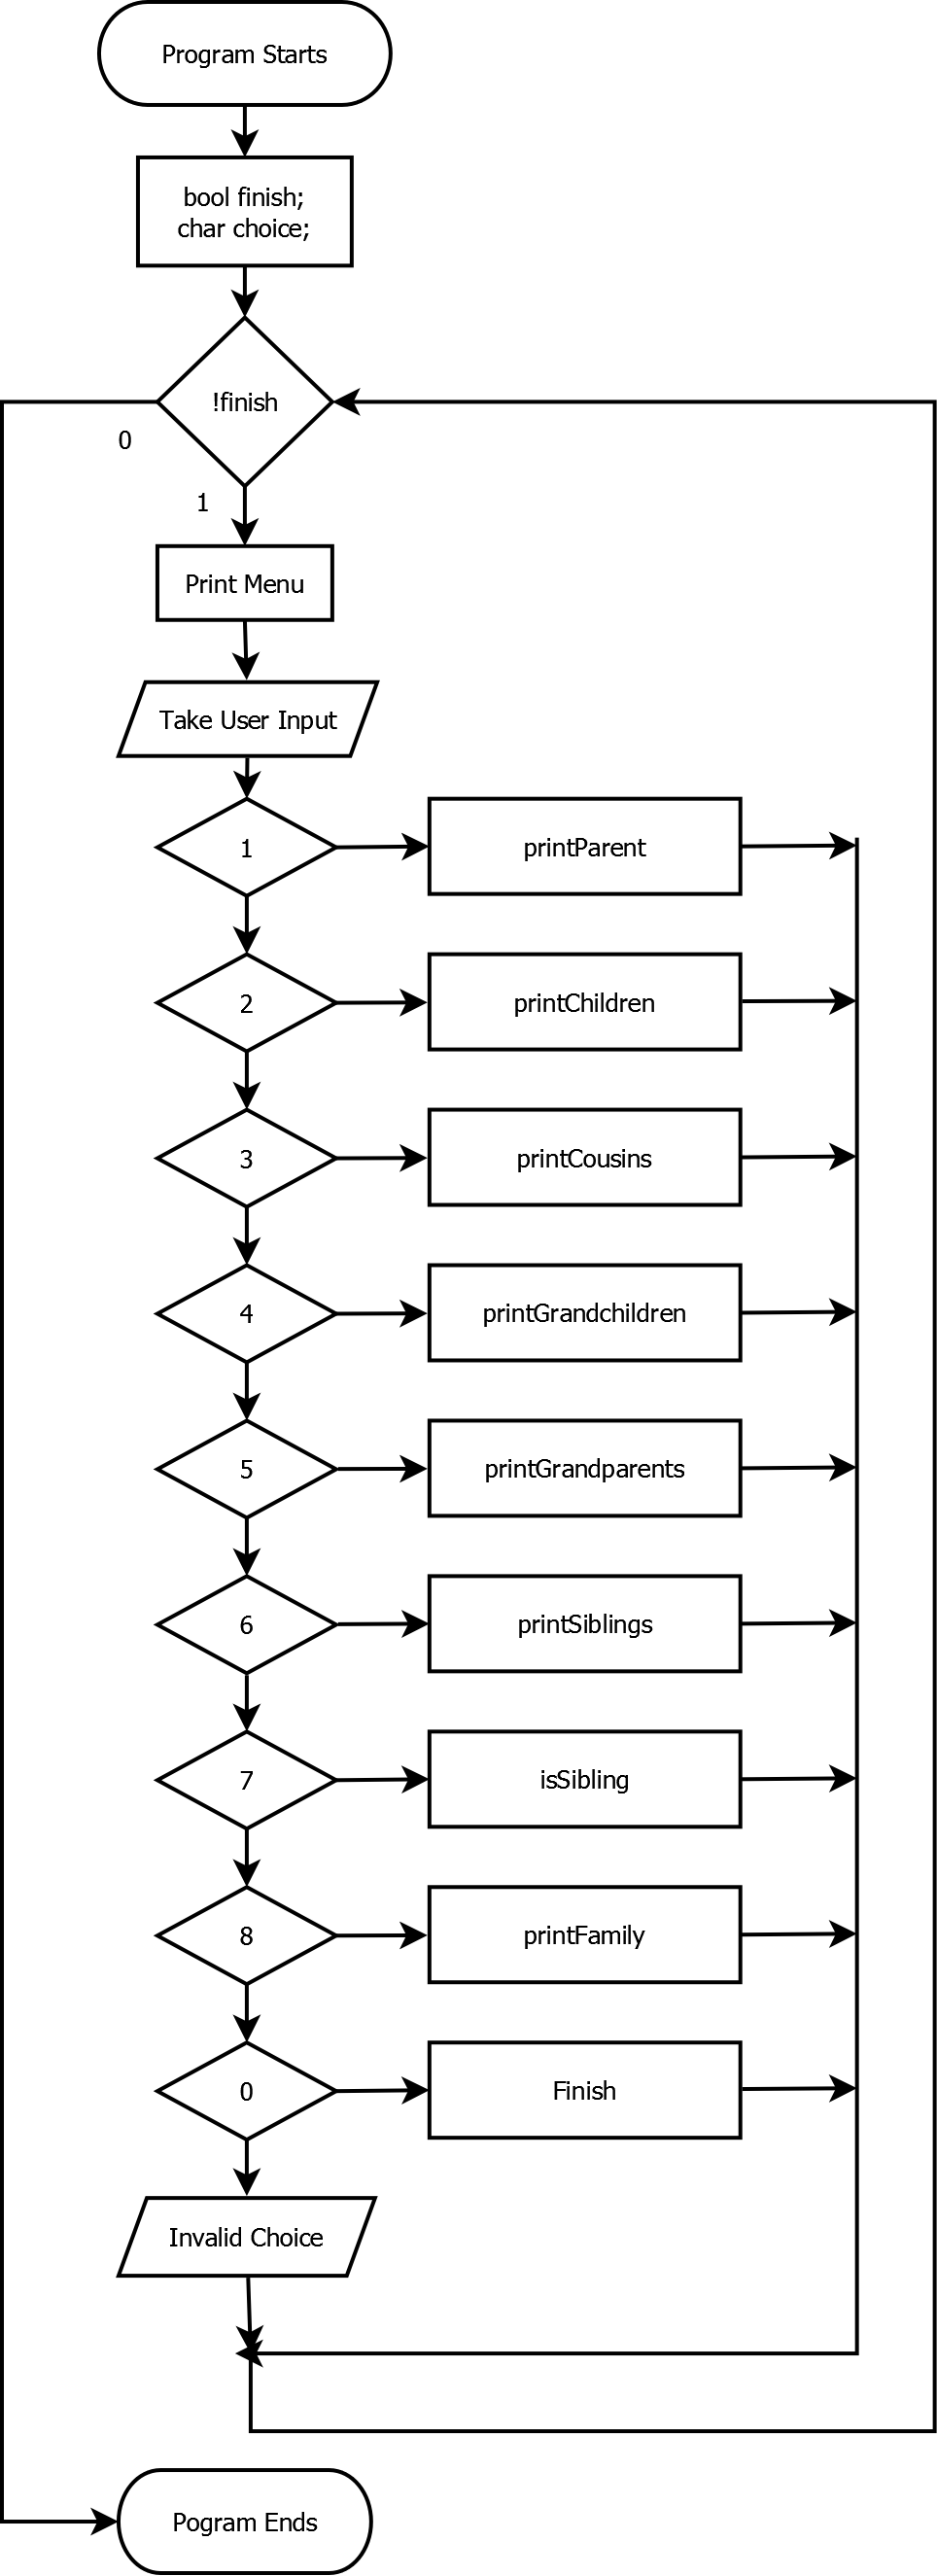 Program Starts
bool finish;
char choice;
!finish
0
1
Print Menu
Take User Input
1
printParent
2
printChildren
3
printCousins
4
printGrandchildren
5
printGrandparents
6
printSiblings
7
isSibling
8
printFamily
0
Finish
Invalid Choice
Pogram Ends